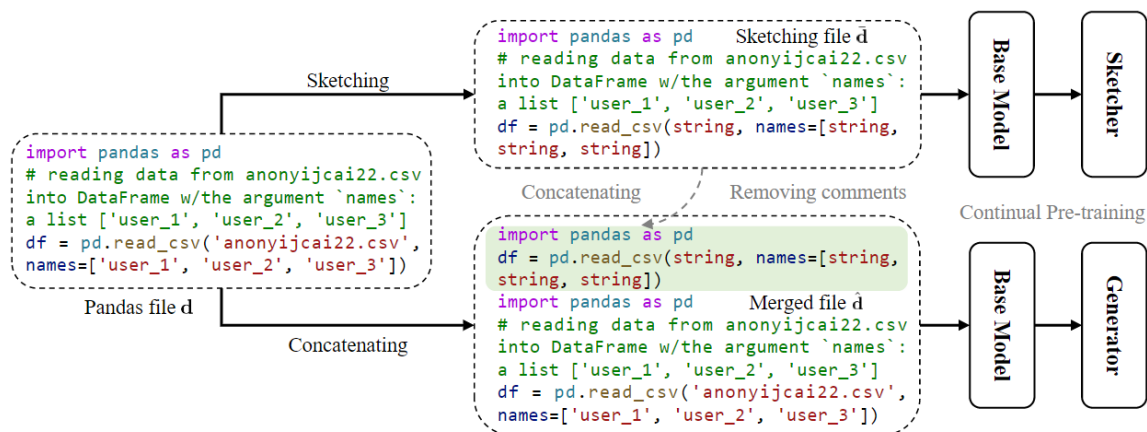 import pandas as pd
Sketching file d̄
# reading data from anonyijcai22.csv
into DataFrame w/the argument `names`:
a list ['user_1', 'user_2', 'user_3']
df = pd.read_csv(string, names=[string,
string, string])
Base Model
Sketcher
Sketching
import pandas as pd
# reading data from anonyijcai22.csv
into DataFrame w/the argument `names`:
a list ['user_1', 'user_2', 'user_3']
df = pd.read_csv('anonyijcai22.csv',
names=['user_1', 'user_2', 'user_3'])
Pandas file d
Concatenating
Removing comments
Continual Pre-training
Concatenating
import pandas as pd
df = pd.read_csv(string, names=[string,
string, string])
import pandas as pd
Merged file d̂
# reading data from anonyijcai22.csv
into DataFrame w/the argument `names`:
a list ['user_1', 'user_2', 'user_3']
df = pd.read_csv('anonyijcai22.csv',
names=['user_1', 'user_2', 'user_3'])
Base Model
Generator